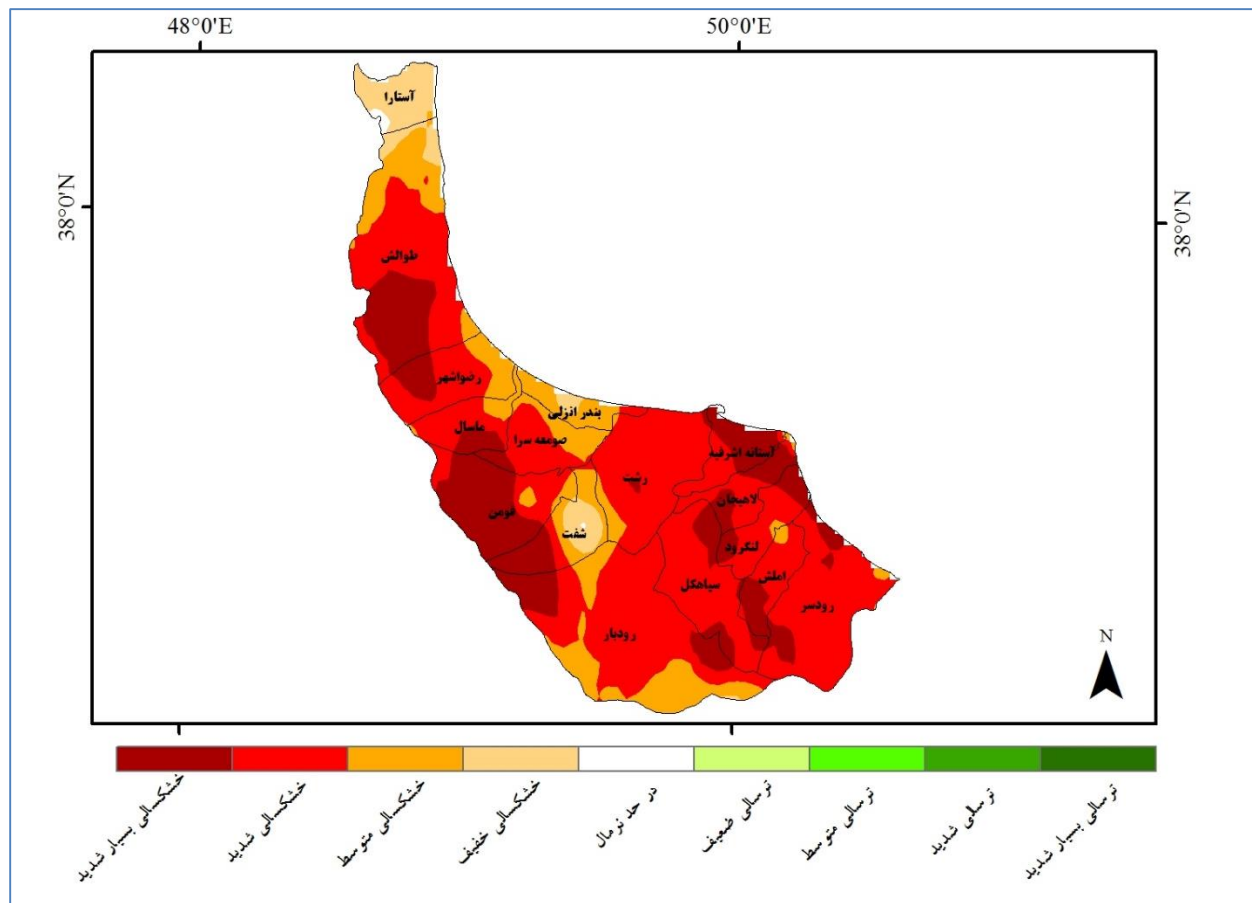 48°0'E
50°0'E
38°0'N
38°0'N
آستارا
طوالش
رضوانشهر
بندر انزلی
ماسال
صومعه سرا
آستانه اشرفیه
رشت
لاهیجان
فومن
شفت
لنگرود
املش
سیاهکل
رودسر
رودبار
N
خشکسالی بسیار شدید
خشکسالی شدید
خشکسالی متوسط
خشکسالی خفیف
در حد نرمال
ترسالی ضعیف
ترسالی متوسط
ترسالی شدید
ترسالی بسیار شدید